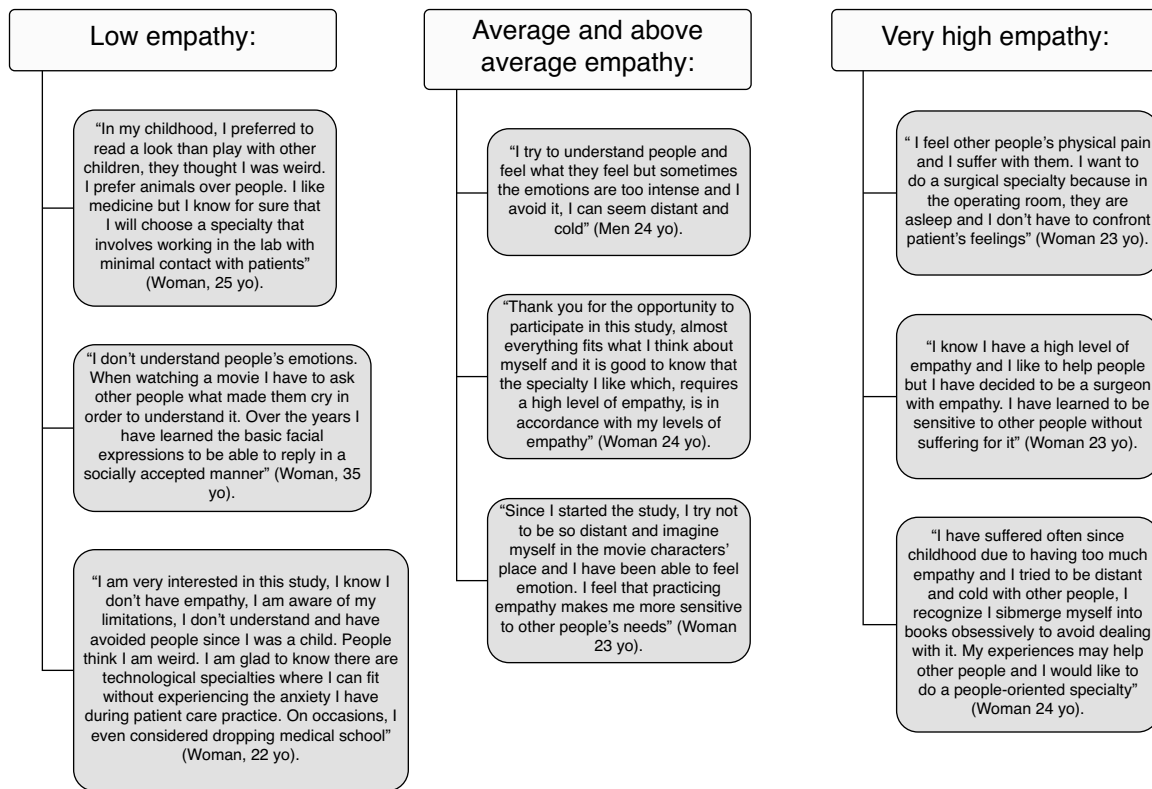 Low empathy:
“In my childhood, I preferred to
read a look than play with other
children, they thought I was weird.
I prefer animals over people. I like
medicine but I know for sure that
I will choose a specialty that
involves working in the lab with
minimal contact with patients”
(Woman, 25 yo).
“I don’t understand people’s emotions.
When watching a movie I have to ask
other people what made them cry in
order to understand it. Over the years I
have learned the basic facial
expressions to be able to reply in a
socially accepted manner” (Woman, 35
yo).
“I am very interested in this study, I know I
don’t have empathy, I am aware of my
limitations, I don’t understand and have
avoided people since I was a child. People
think I am weird. I am glad to know there are
technological specialties where I can fit
without experiencing the anxiety I have
during patient care practice. On occasions, I
even considered dropping medical school”
(Woman, 22 yo).
Average and above
average empathy:
“I try to understand people and
feel what they feel but sometimes
the emotions are too intense and I
avoid it, I can seem distant and
cold” (Men 24 yo).
“Thank you for the opportunity to
participate in this study, almost
everything fits what I think about
myself and it is good to know that
the specialty I like which, requires
a high level of empathy, is in
accordance with my levels of
empathy” (Woman 24 yo).
“Since I started the study, I try not
to be so distant and imagine
myself in the movie characters’
place and I have been able to feel
emotion. I feel that practicing
empathy makes me more sensitive
to other people’s needs” (Woman
23 yo).
Very high empathy:
“ I feel other people’s physical pain
and I suffer with them. I want to
do a surgical specialty because in
the operating room, they are
asleep and I don’t have to confront
patient’s feelings” (Woman 23 yo).
“I know I have a high level of
empathy and I like to help people
but I have decided to be a surgeon
with empathy. I have learned to be
sensitive to other people without
suffering for it” (Woman 23 yo).
“I have suffered often since
childhood due to having too much
empathy and I tried to be distant
and cold with other people, I
recognize I sibmerge myself into
books obsessively to avoid dealing
with it. My experiences may help
other people and I would like to
do a people-oriented specialty”
(Woman 24 yo).